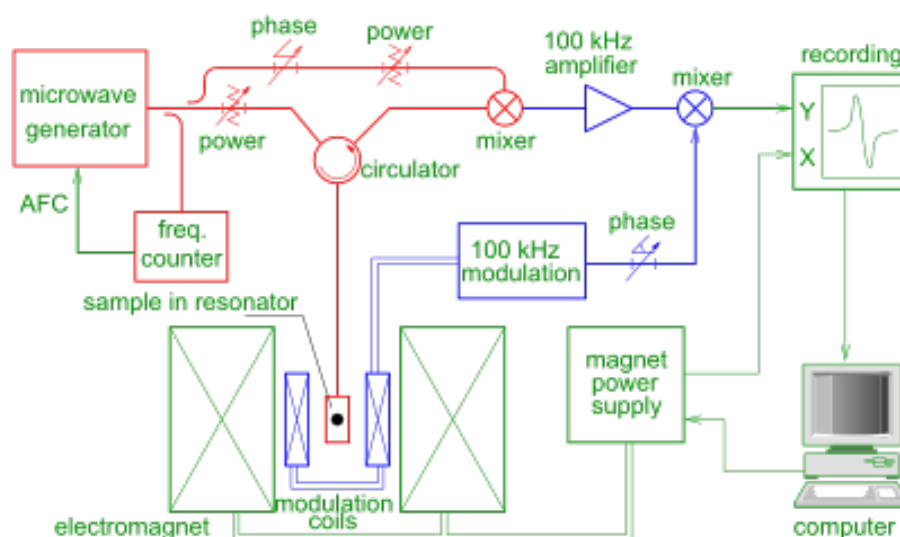 phase
power
100 kHz
amplifier
mixer
recording
microwave
generator
power
mixer
Y
X
circulator
AFC
freq.
counter
phase
100 kHz
modulation
sample in resonator
magnet
power
supply
modulation
coils
electromagnet
computer